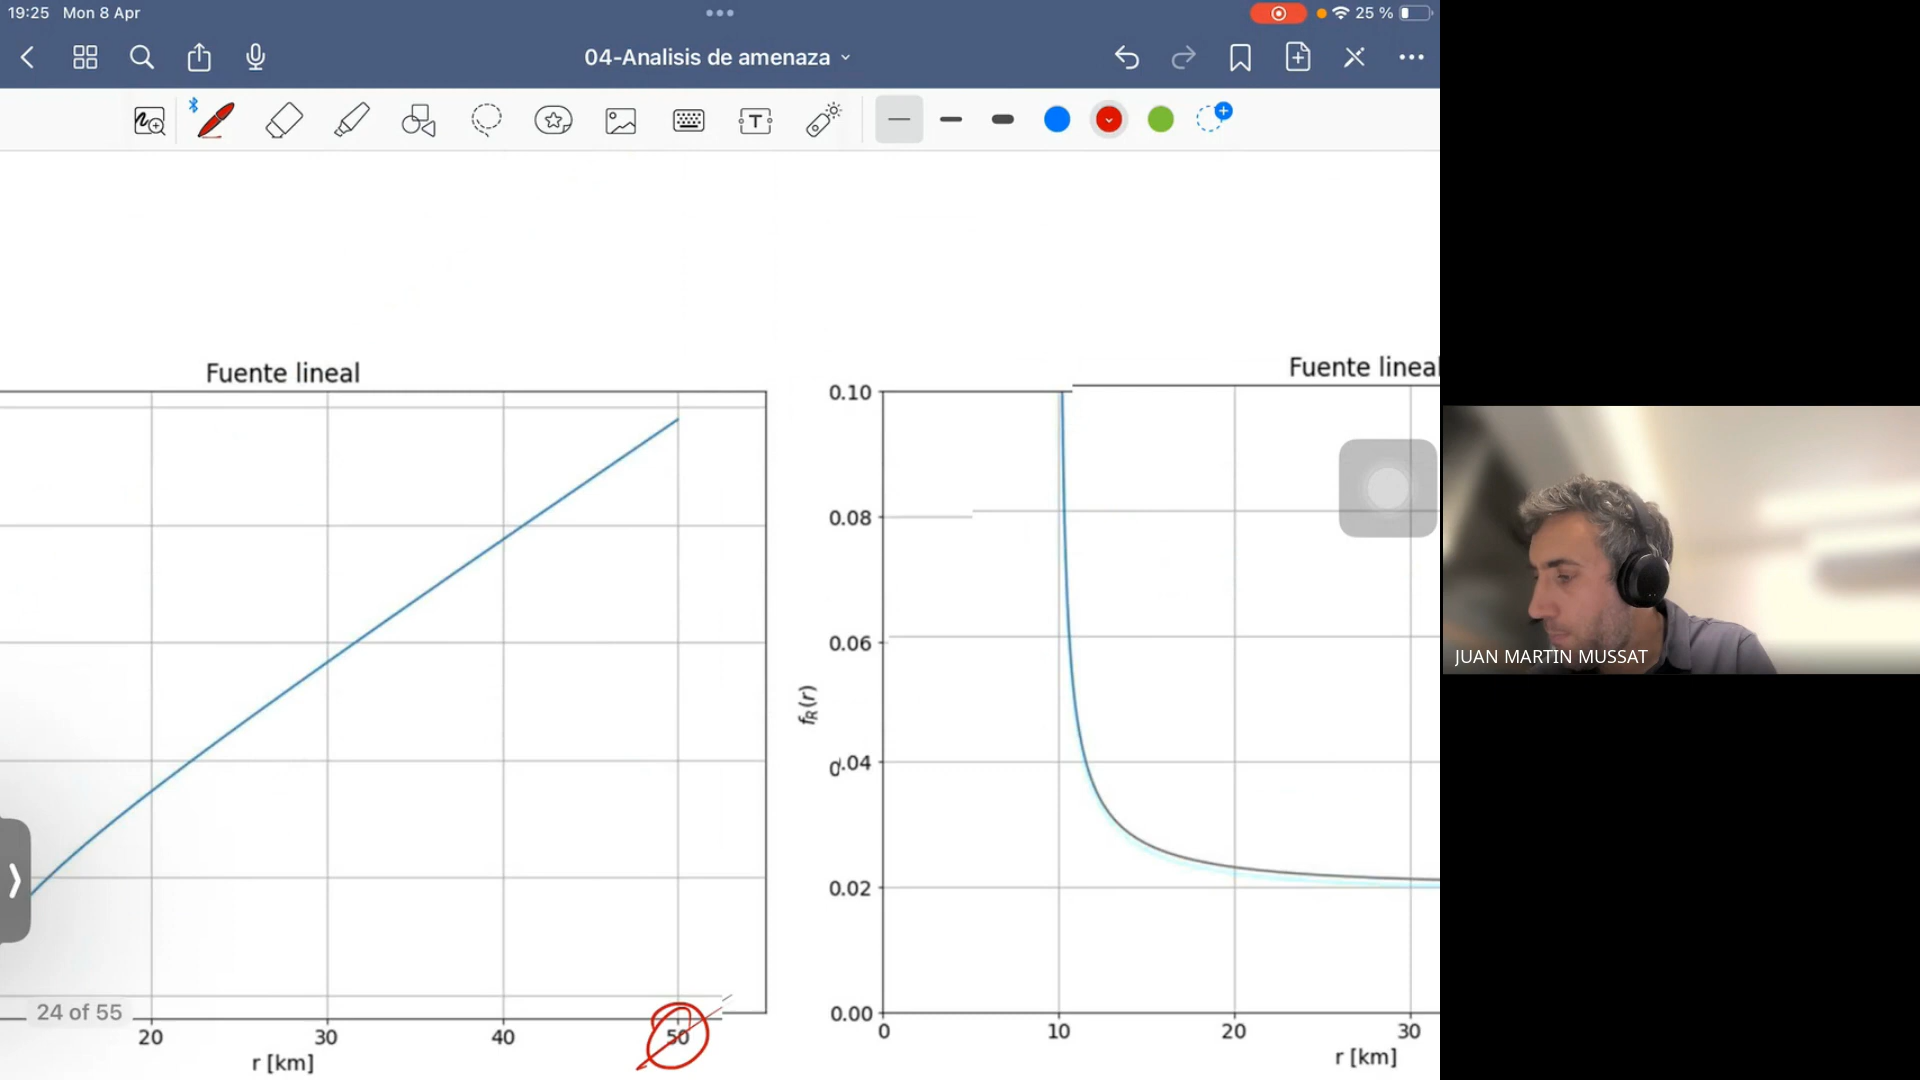 19:25 Mon 8 Apr
25 %
04-Analisis de amenaza
T
Fuente lineal
20 30 40 50
r [km]
24 of 55
Fuente lineal
0.10
0.08
0.06
0.04
0.02
0.00
fR(r)
0 10 20 30
r [km]
JUAN MARTIN MUSSAT